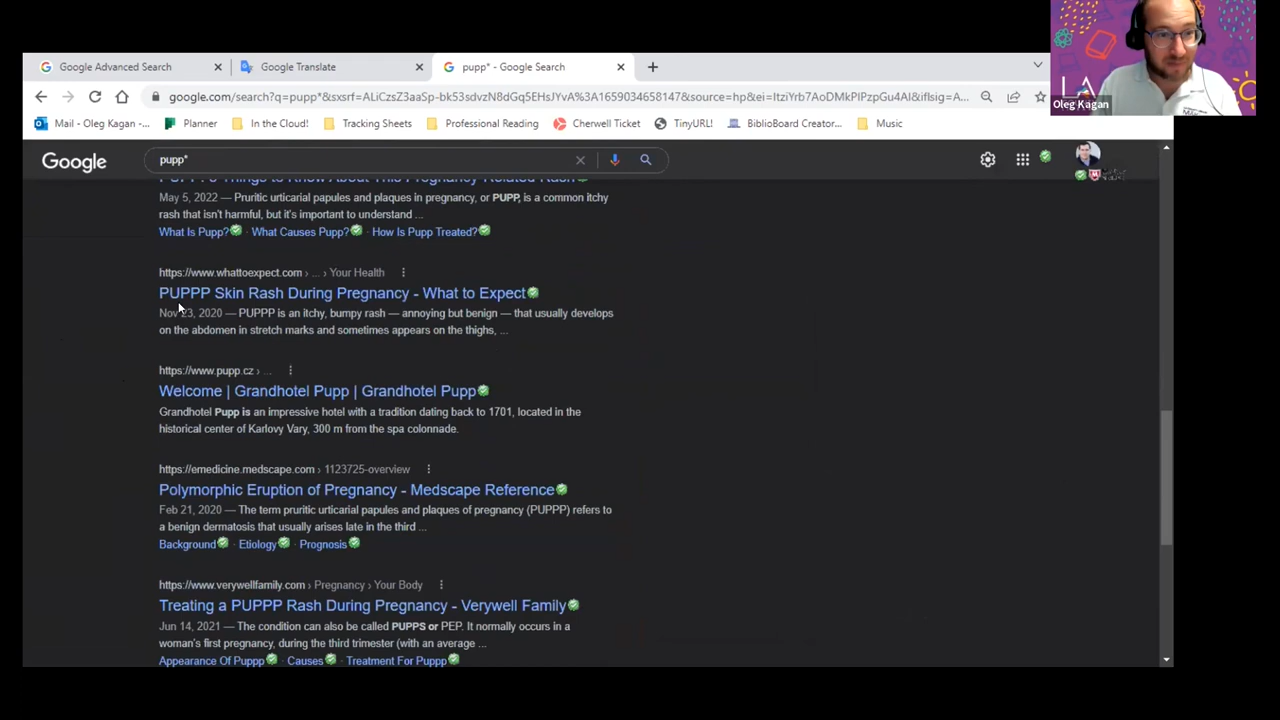 LA
Oleg Kagan
Google Advanced Search
Google Translate
pupp* - Google Search
google.com/search?q=pupp*&sxsrf=ALiCzsZ3aaSp-bk53sdvzN8dGq5EHsJYvA%3A1659034658147&source=hp&ei=ItziYrb7AoDMkPIPzpGu4AI&iflsig=A...
Mail - Oleg Kagan -...
Planner
In the Cloud!
Tracking Sheets
Professional Reading
Cherwell Ticket
TinyURL!
BiblioBoard Creator...
Music
Google
pupp*
May 5, 2022 — Pruritic urticarial papules and plaques in pregnancy, or PUPP, is a common itchy
rash that isn't harmful, but it's important to understand ...
What Is Pupp? · What Causes Pupp? · How Is Pupp Treated?
https://www.whattoexpect.com › ... › Your Health
PUPPP Skin Rash During Pregnancy - What to Expect
Nov 23, 2020 — PUPPP is an itchy, bumpy rash — annoying but benign — that usually develops
on the abdomen in stretch marks and sometimes appears on the thighs, ...
https://www.pupp.cz › ...
Welcome | Grandhotel Pupp | Grandhotel Pupp
Grandhotel Pupp is an impressive hotel with a tradition dating back to 1701, located in the
historical center of Karlovy Vary, 300 m from the spa colonnade.
https://emedicine.medscape.com › 1123725-overview
Polymorphic Eruption of Pregnancy - Medscape Reference
Feb 21, 2020 — The term pruritic urticarial papules and plaques of pregnancy (PUPPP) refers to
a benign dermatosis that usually arises late in the third ...
Background · Etiology · Prognosis
https://www.verywellfamily.com › Pregnancy › Your Body
Treating a PUPPP Rash During Pregnancy - Verywell Family
Jun 14, 2021 — The condition can also be called PUPPS or PEP. It normally occurs in a
woman's first pregnancy, during the third trimester (with an average ...
Appearance Of Puppp · Causes · Treatment For Puppp